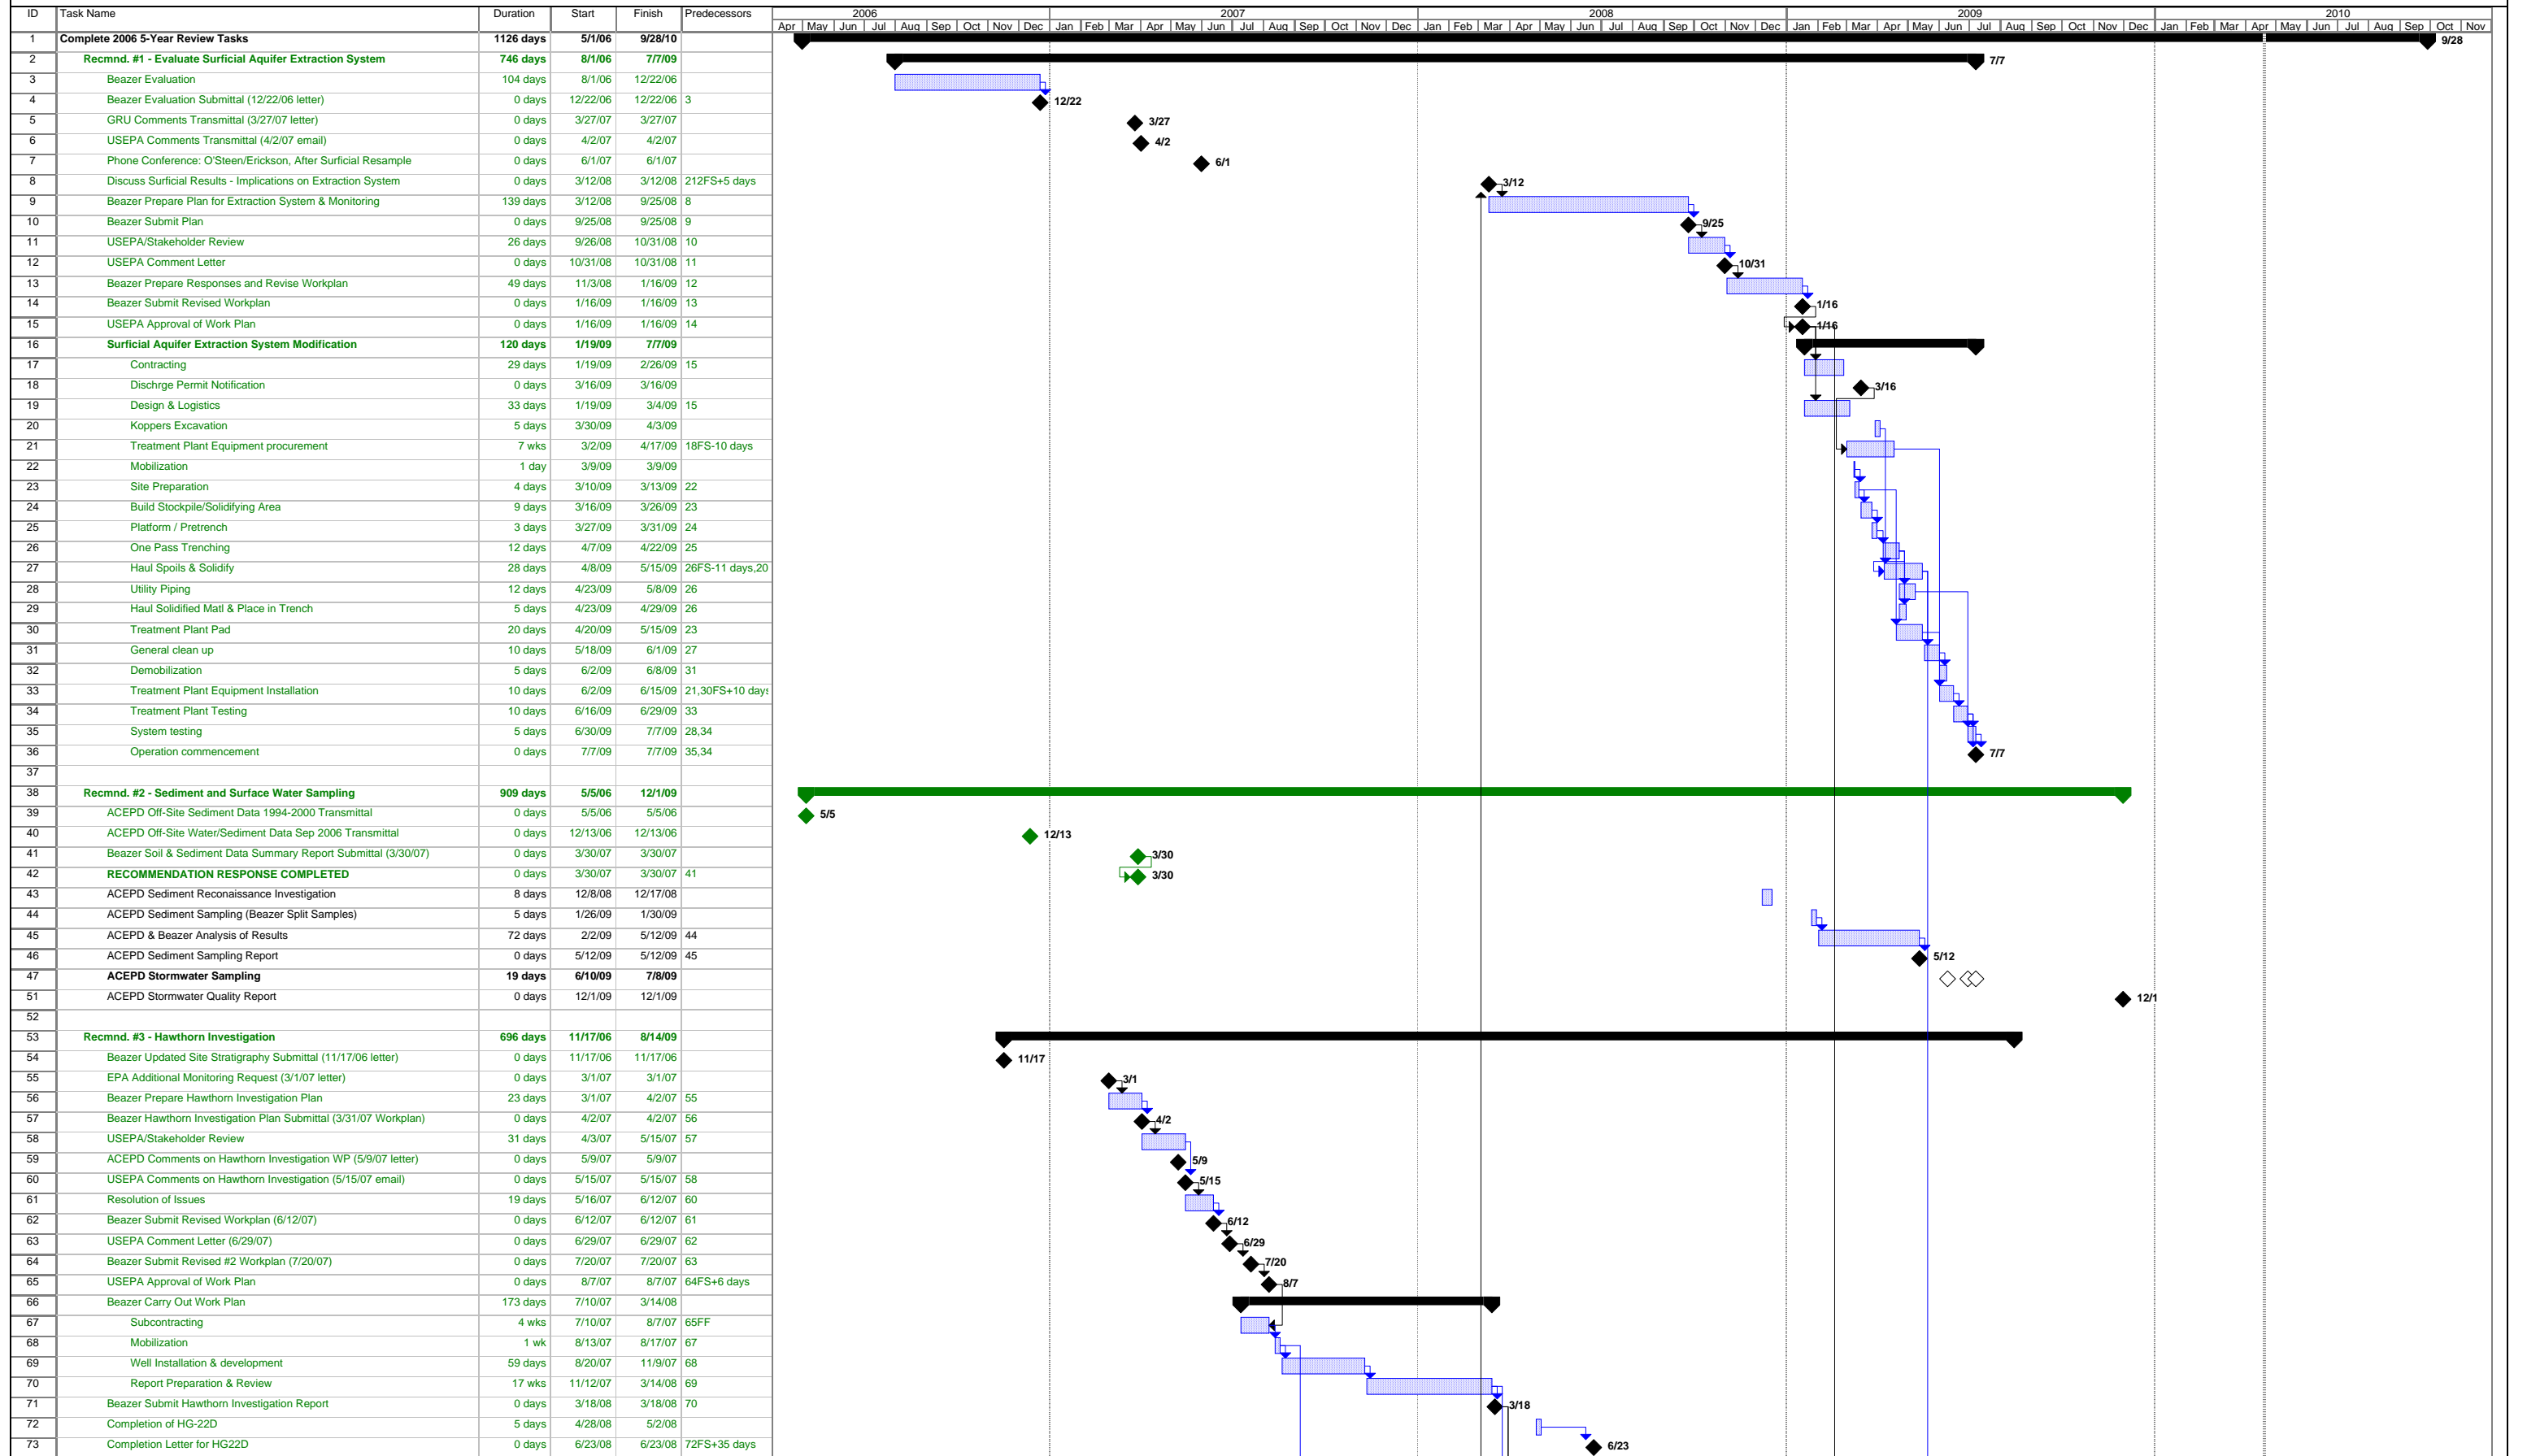 ID Task Name Duration Start Finish Predecessors 2006 2007 2008 2009 2010
Apr May Jun Jul Aug Sep Oct Nov Dec Jan Feb Mar Apr May Jun Jul Aug Sep Oct Nov Dec Jan Feb Mar Apr May Jun Jul Aug Sep Oct Nov Dec Jan Feb Mar Apr May Jun Jul Aug Sep Oct Nov Dec Jan Feb Mar Apr May Jun Jul Aug Sep Oct Nov
1 Complete 2006 5-Year Review Tasks 1126 days 5/1/06 9/28/10 9/28
2 Recmnd. #1 - Evaluate Surficial Aquifer Extraction System 746 days 8/1/06 7/7/09 7/7
3 Beazer Evaluation 104 days 8/1/06 12/22/06
4 Beazer Evaluation Submittal (12/22/06 letter) 0 days 12/22/06 12/22/06 3 12/22
5 GRU Comments Transmittal (3/27/07 letter) 0 days 3/27/07 3/27/07 3/27
6 USEPA Comments Transmittal (4/2/07 email) 0 days 4/2/07 4/2/07 4/2
7 Phone Conference: O'Steen/Erickson, After Surficial Resample 0 days 6/1/07 6/1/07 6/1
8 Discuss Surficial Results - Implications on Extraction System 0 days 3/12/08 3/12/08 212FS+5 days 3/12
9 Beazer Prepare Plan for Extraction System & Monitoring 139 days 3/12/08 9/25/08 8
10 Beazer Submit Plan 0 days 9/25/08 9/25/08 9 9/25
11 USEPA/Stakeholder Review 26 days 9/26/08 10/31/08 10
12 USEPA Comment Letter 0 days 10/31/08 10/31/08 11 10/31
13 Beazer Prepare Responses and Revise Workplan 49 days 11/3/08 1/16/09 12
14 Beazer Submit Revised Workplan 0 days 1/16/09 1/16/09 13 1/16
15 USEPA Approval of Work Plan 0 days 1/16/09 1/16/09 14 1/16
16 Surficial Aquifer Extraction System Modification 120 days 1/19/09 7/7/09
17 Contracting 29 days 1/19/09 2/26/09 15
18 Dischrge Permit Notification 0 days 3/16/09 3/16/09 3/16
19 Design & Logistics 33 days 1/19/09 3/4/09 15
20 Koppers Excavation 5 days 3/30/09 4/3/09
21 Treatment Plant Equipment procurement 7 wks 3/2/09 4/17/09 18FS-10 days
22 Mobilization 1 day 3/9/09 3/9/09
23 Site Preparation 4 days 3/10/09 3/13/09 22
24 Build Stockpile/Solidifying Area 9 days 3/16/09 3/26/09 23
25 Platform / Pretrench 3 days 3/27/09 3/31/09 24
26 One Pass Trenching 12 days 4/7/09 4/22/09 25
27 Haul Spoils & Solidify 28 days 4/8/09 5/15/09 26FS-11 days,20
28 Utility Piping 12 days 4/23/09 5/8/09 26
29 Haul Solidified Matl & Place in Trench 5 days 4/23/09 4/29/09 26
30 Treatment Plant Pad 20 days 4/20/09 5/15/09 23
31 General clean up 10 days 5/18/09 6/1/09 27
32 Demobilization 5 days 6/2/09 6/8/09 31
33 Treatment Plant Equipment Installation 10 days 6/2/09 6/15/09 21,30FS+10 days
34 Treatment Plant Testing 10 days 6/16/09 6/29/09 33
35 System testing 5 days 6/30/09 7/7/09 28,34
36 Operation commencement 0 days 7/7/09 7/7/09 35,34 7/7
37
38 Recmnd. #2 - Sediment and Surface Water Sampling 909 days 5/5/06 12/1/09
39 ACEPD Off-Site Sediment Data 1994-2000 Transmittal 0 days 5/5/06 5/5/06 5/5
40 ACEPD Off-Site Water/Sediment Data Sep 2006 Transmittal 0 days 12/13/06 12/13/06 12/13
41 Beazer Soil & Sediment Data Summary Report Submittal (3/30/07) 0 days 3/30/07 3/30/07 3/30
42 RECOMMENDATION RESPONSE COMPLETED 0 days 3/30/07 3/30/07 41 3/30
43 ACEPD Sediment Reconaissance Investigation 8 days 12/8/08 12/17/08
44 ACEPD Sediment Sampling (Beazer Split Samples) 5 days 1/26/09 1/30/09
45 ACEPD & Beazer Analysis of Results 72 days 2/2/09 5/12/09 44
46 ACEPD Sediment Sampling Report 0 days 5/12/09 5/12/09 45 5/12
47 ACEPD Stormwater Sampling 19 days 6/10/09 7/8/09
51 ACEPD Stormwater Quality Report 0 days 12/1/09 12/1/09 12/1
52
53 Recmnd. #3 - Hawthorn Investigation 696 days 11/17/06 8/14/09
54 Beazer Updated Site Stratigraphy Submittal (11/17/06 letter) 0 days 11/17/06 11/17/06 11/17
55 EPA Additional Monitoring Request (3/1/07 letter) 0 days 3/1/07 3/1/07 3/1
56 Beazer Prepare Hawthorn Investigation Plan 23 days 3/1/07 4/2/07 55
57 Beazer Hawthorn Investigation Plan Submittal (3/31/07 Workplan) 0 days 4/2/07 4/2/07 56 4/2
58 USEPA/Stakeholder Review 31 days 4/3/07 5/15/07 57
59 ACEPD Comments on Hawthorn Investigation WP (5/9/07 letter) 0 days 5/9/07 5/9/07 5/9
60 USEPA Comments on Hawthorn Investigation (5/15/07 email) 0 days 5/15/07 5/15/07 58 5/15
61 Resolution of Issues 19 days 5/16/07 6/12/07 60
62 Beazer Submit Revised Workplan (6/12/07) 0 days 6/12/07 6/12/07 61 6/12
63 USEPA Comment Letter (6/29/07) 0 days 6/29/07 6/29/07 62 6/29
64 Beazer Submit Revised #2 Workplan (7/20/07) 0 days 7/20/07 7/20/07 63 7/20
65 USEPA Approval of Work Plan 0 days 8/7/07 8/7/07 64FS+6 days 8/7
66 Beazer Carry Out Work Plan 173 days 7/10/07 3/14/08
67 Subcontracting 4 wks 7/10/07 8/7/07 65FF
68 Mobilization 1 wk 8/13/07 8/17/07 67
69 Well Installation & development 59 days 8/20/07 11/9/07 68
70 Report Preparation & Review 17 wks 11/12/07 3/14/08 69
71 Beazer Submit Hawthorn Investigation Report 0 days 3/18/08 3/18/08 70 3/18
72 Completion of HG-22D 5 days 4/28/08 5/2/08
73 Completion Letter for HG22D 0 days 6/23/08 6/23/08 72FS+35 days 6/23